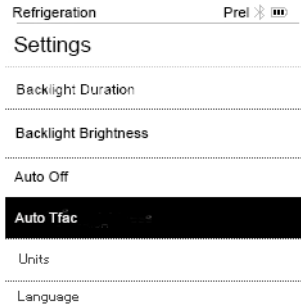 Refrigeration Prel
Settings
Backlight Duration
Backlight Brightness
Auto Off
Auto Tfac
Units
Language